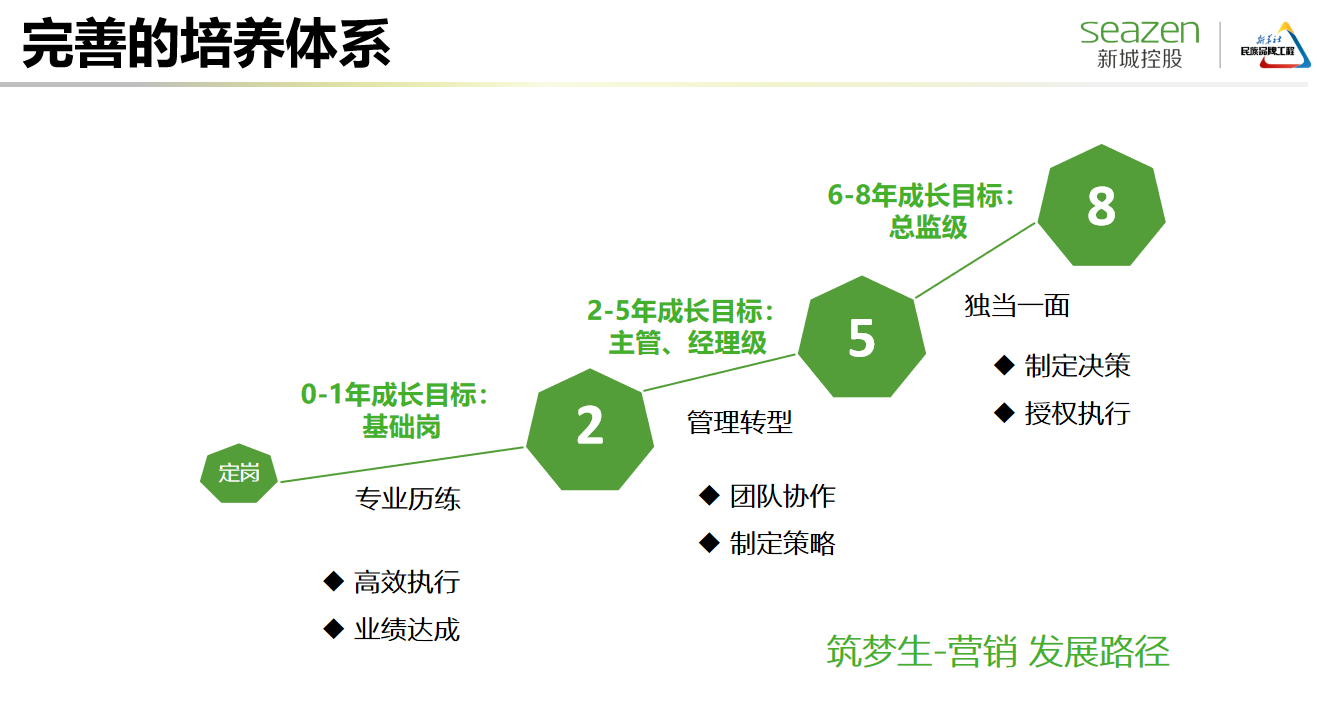 完善的培养体系
seazen
新城控股
新华社
民族品牌工程
6-8年成长目标：
总监级
8
独当一面
制定决策
授权执行
2-5年成长目标：
主管、经理级
5
管理转型
团队协作
制定策略
0-1年成长目标：
基础岗
2
定岗
专业历练
高效执行
业绩达成
筑梦生-营销 发展路径